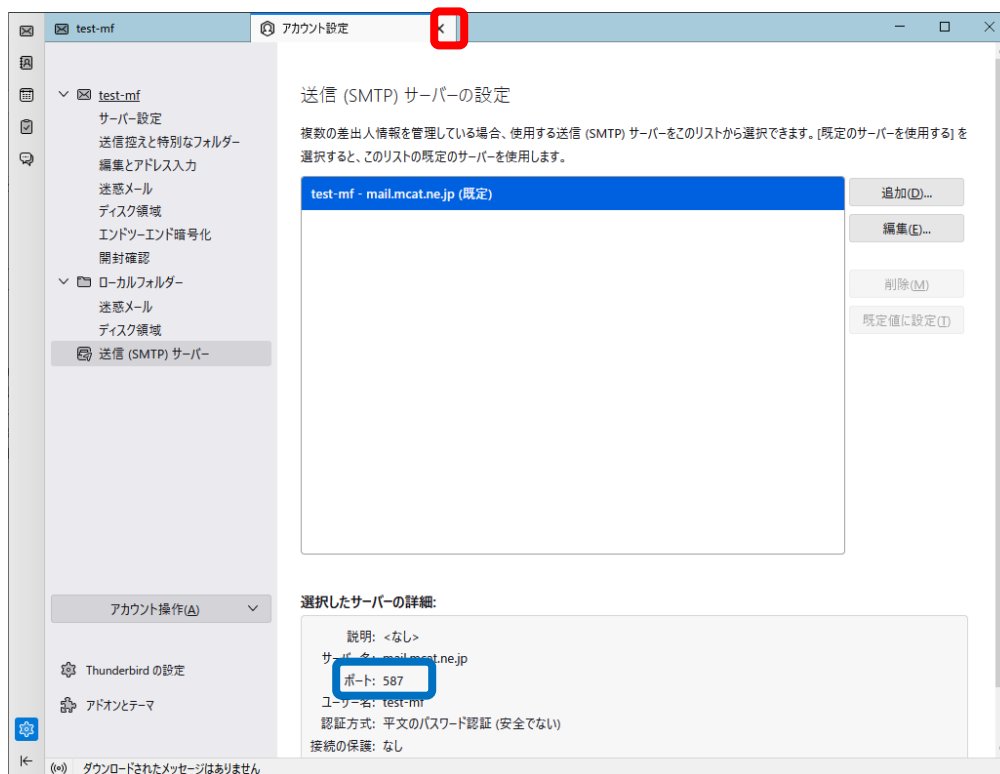 test-mf
アカウント設定
test-mf
サーバー設定
送信控えと特別なフォルダー
編集とアドレス入力
迷惑メール
ディスク領域
エンドツーエンド暗号化
開封確認
ローカルフォルダー
迷惑メール
ディスク領域
送信 (SMTP) サーバー
アカウント操作(A)
Thunderbird の設定
アドオンとテーマ
送信 (SMTP) サーバーの設定
複数の差出人情報を管理している場合、使用する送信 (SMTP) サーバーをこのリストから選択できます。[既定のサーバーを使用する] を
選択すると、このリストの既定のサーバーを使用します。
test-mf - mail.mcat.ne.jp (既定)
追加(D)...
編集(E)...
削除(M)
既定値に設定(T)
選択したサーバーの詳細:
説明: <なし>
サーバー名: mail.mcat.ne.jp
ポート: 587
ユーザー名: test-mf
認証方式: 平文のパスワード認証 (安全でない)
接続の保護: なし
ダウンロードされたメッセージはありません